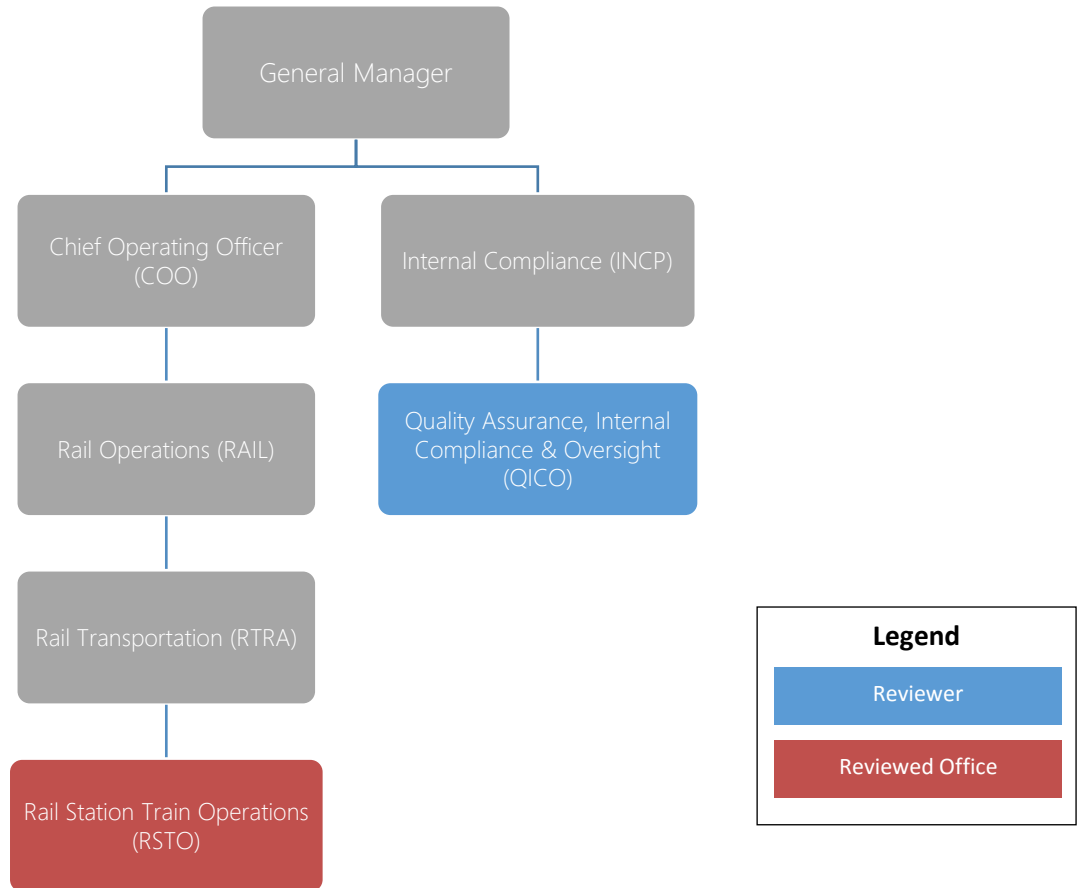 General Manager
Chief Operating Officer
(COO)
Internal Compliance (INCP)
Rail Operations (RAIL)
Quality Assurance, Internal
Compliance & Oversight
(QICO)
Rail Transportation (RTRA)
Legend
Reviewer
Reviewed Office
Rail Station Train Operations
(RSTO)